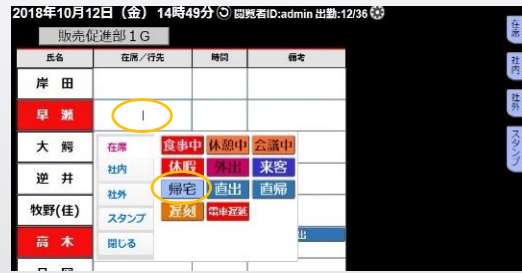 2018年10月12日（金）14時49分 閲覧者ID:admin 出勤:12/36
販売促進部１Ｇ
氏名 在席／行先 時間 備考
岸 田
早 瀬
大 鰐
逆 井
牧野(佳)
高 木
在席 食事中 休憩中 会議中
社内 休暇 外出 来客
社外 帰宅 直出 直帰
スタンプ 遅刻 電車遅延
閉じる
在席
社内
社外
スタンプ